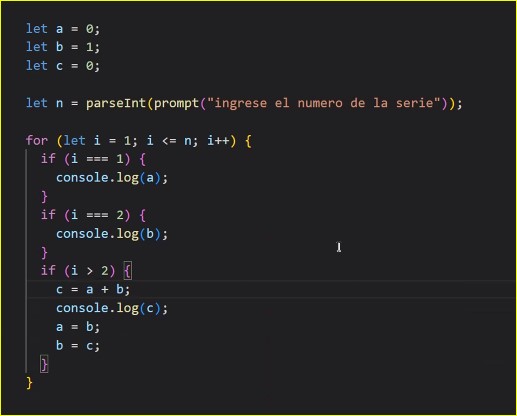 let a = 0;
let b = 1;
let c = 0;
let n = parseInt(prompt("ingrese el numero de la serie"));
for (let i = 1; i <= n; i++) {
if (i === 1) {
console.log(a);
}
if (i === 2) {
console.log(b);
}
if (i > 2) {
c = a + b;
console.log(c);
a = b;
b = c;
}
}